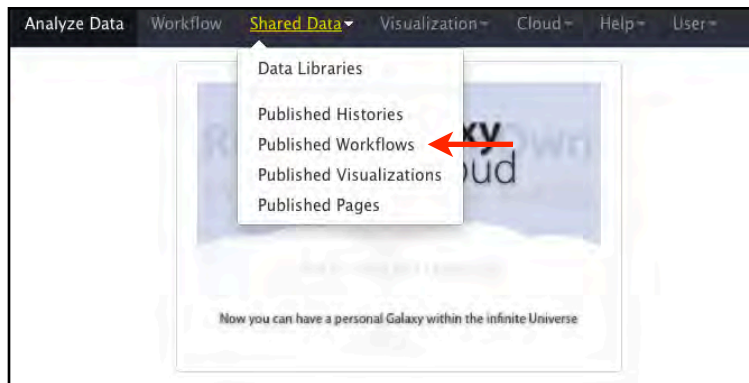 Analyze Data Workflow Shared Data Visualization Cloud Help User
Data Libraries
Published Histories
Published Workflows
Published Visualizations
Published Pages
Now you can have a personal Galaxy within the infinite Universe